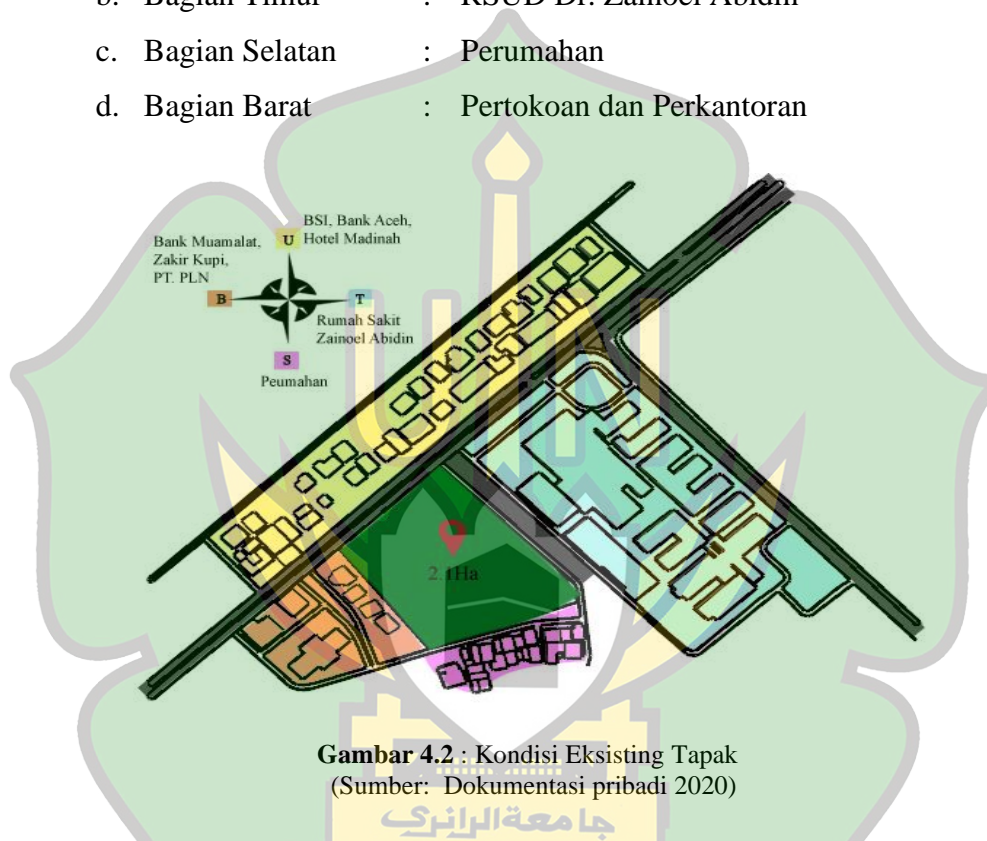 b. Bagian Timur : RSUD Dr. Zainoel Abidin
c. Bagian Selatan : Perumahan
d. Bagian Barat : Pertokoan dan Perkantoran
BSI, Bank Aceh,
U Hotel Madinah
Bank Muamalat,
Zakir Kupi,
PT. PLN
B
T
Rumah Sakit
Zainoel Abidin
S
Peumahan
2.1Ha
UIN
Gambar 4.2 : Kondisi Eksisting Tapak
(Sumber: Dokumentasi pribadi 2020)
جامعة الرانري